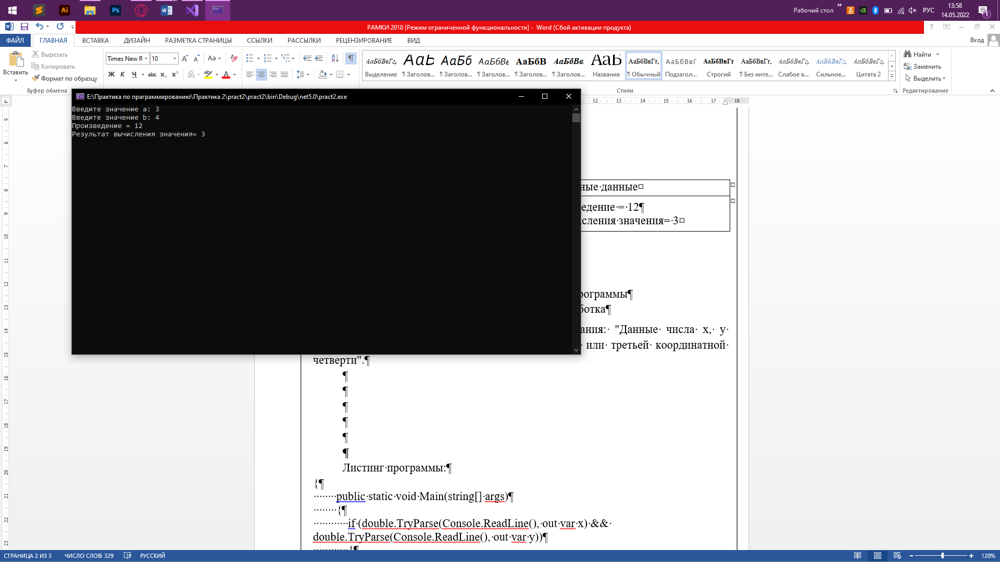 Рабочий стол
РУС
13:58
14.05.2022
1
РАМКИ 2018 [Режим ограниченной функциональности] - Word (Сбой активации продукта)
ФАЙЛ ГЛАВНАЯ ВСТАВКА ДИЗАЙН РАЗМЕТКА СТРАНИЦЫ ССЫЛКИ РАССЫЛКИ РЕЦЕНЗИРОВАНИЕ ВИД Вход
Вставить
Вырезать
Копировать
Формат по образцу
Буфер обмена
Times New R 10
Ж К Ч abc x₂ x²
АаБбВвГг, АаБ АаБб АаБбВв АаБбВ АаБбВв. АаБ АаБбВвГг, АаБбВвГ АаБбВвГг АаБбВвГг, АаБбВвГг, АаБбВвГг, АаБбВвГг,
Выделение ¶ Заголов... ¶ Заголов... ¶ Заголов... ¶ Заголов... ¶ Заголов... Название ¶ Обычный Подзагол... Строгий ¶ Без инте... Слабое в... Сильное... Цитата 2
Стили
Найти
Заменить
Выделить
Редактирование
E:\Практика по праграммированию\Практика 2\pract2\pract2\bin\Debug\net5.0\pract2.exe
Введите значение a: 3
Введите значение b: 4
Произведение = 12
Результат вычисления значения= 3
12 13 14 15 16 17 18
5
6
7
8
9
10
11
12
13
14
15
16
17
18
19
20
21
22
23
ные·данные¤
едение·=·12¶
сления·значения=·3¤
рограммы¶
ботка¶
ания:· "Данные· числа· x,· y·
· или· третьей· координатной·
четверти".¶
¶
¶
¶
¶
¶
¶
Листинг·программы:¶
{¶
········public·static·void·Main(string[]·args)¶
········{¶
············if·(double.TryParse(Console.ReadLine(),·out·var·x)·&&·
double.TryParse(Console.ReadLine(),·out·var·y))¶
············{¶
СТРАНИЦА 2 ИЗ 3 ЧИСЛО СЛОВ: 329 РУССКИЙ 120%